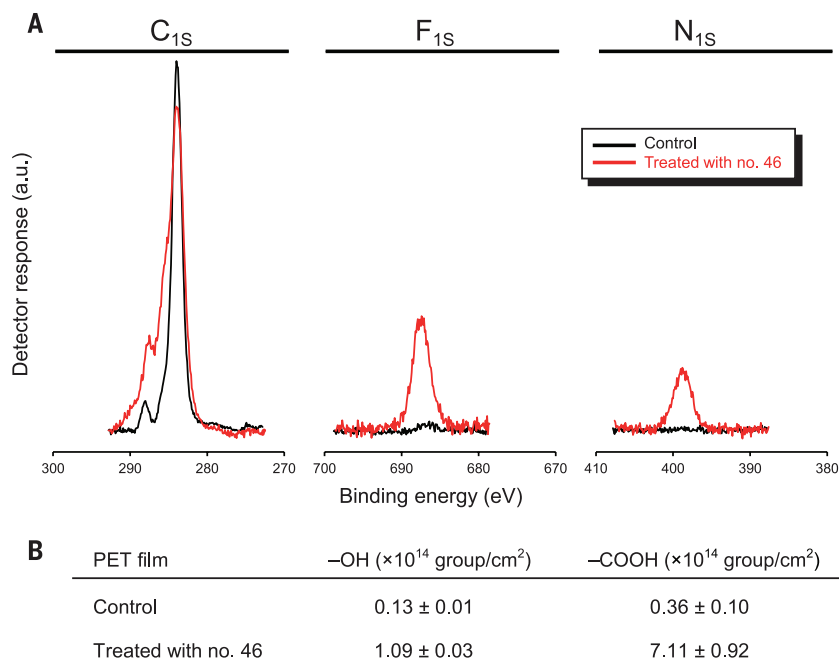 A
C1S
F1S
N1S
Control
Treated with no. 46
Detector response (a.u.)
300 290 280 270
700 690 680 670
410 400 390 380
Binding energy (eV)
B
PET film –OH (×10^14 group/cm^2) –COOH (×10^14 group/cm^2)
Control 0.13 ± 0.01 0.36 ± 0.10
Treated with no. 46 1.09 ± 0.03 7.11 ± 0.92